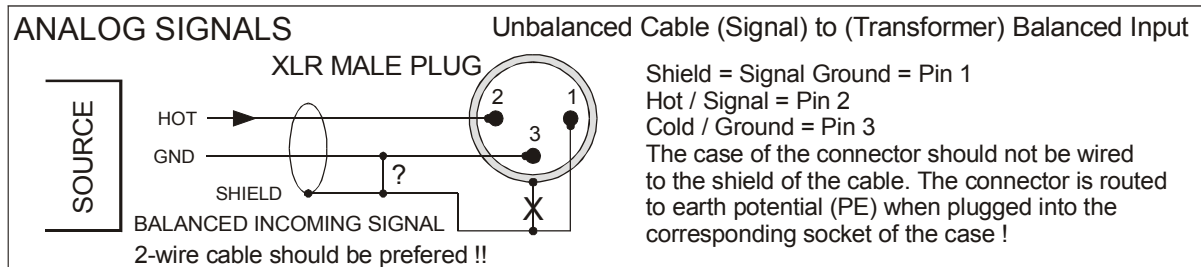 ANALOG SIGNALS
Unbalanced Cable (Signal) to (Transformer) Balanced Input
XLR MALE PLUG
SOURCE
HOT
GND
SHIELD
2
1
3
?
X
BALANCED INCOMING SIGNAL
2-wire cable should be prefered !!
Shield = Signal Ground = Pin 1
Hot / Signal = Pin 2
Cold / Ground = Pin 3
The case of the connector should not be wired
to the shield of the cable. The connector is routed
to earth potential (PE) when plugged into the
corresponding socket of the case !